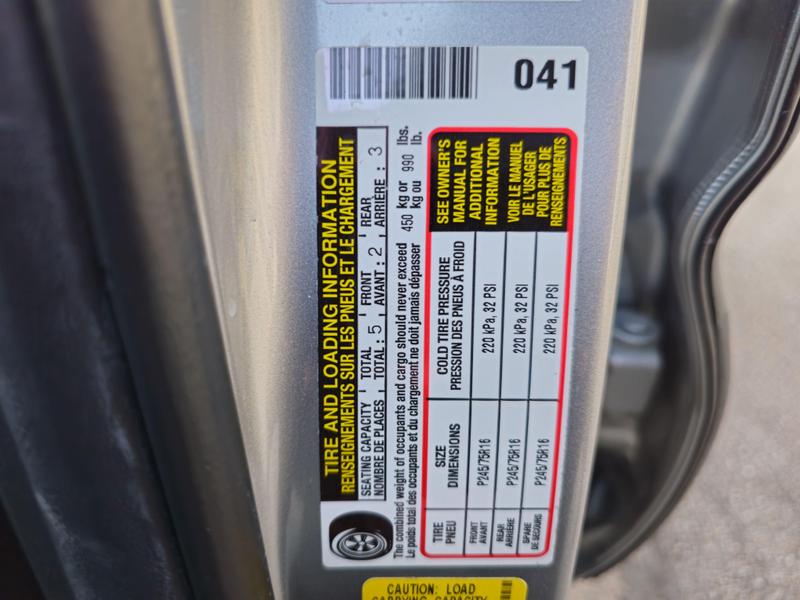 041
TIRE AND LOADING INFORMATION
RENSEIGNEMENTS SUR LES PNEUS ET LE CHARGEMENT
SEATING CAPACITY TOTAL FRONT REAR
NOMBRE DE PLACES TOTAL : 5 AVANT : 2 ARRIÈRE : 3
The combined weight of occupants and cargo should never exceed 450 kg or 990 lbs.
Le poids total des occupants et du chargement ne doit jamais dépasser kg ou lb.
TIRE
PNEU
SIZE
DIMENSIONS
COLD TIRE PRESSURE
PRESSION DES PNEUS À FROID
FRONT
AVANT
P245/75R16
220 kPa, 32 PSI
REAR
ARRIÈRE
P245/75R16
220 kPa, 32 PSI
SPARE
DE SECOURS
P245/75R16
220 kPa, 32 PSI
SEE OWNER'S
MANUAL FOR
ADDITIONAL
INFORMATION
VOIR LE MANUEL
DE L'USAGER
POUR PLUS DE
RENSEIGNEMENTS
CAUTION: LOAD
CARRYING CAPACITY